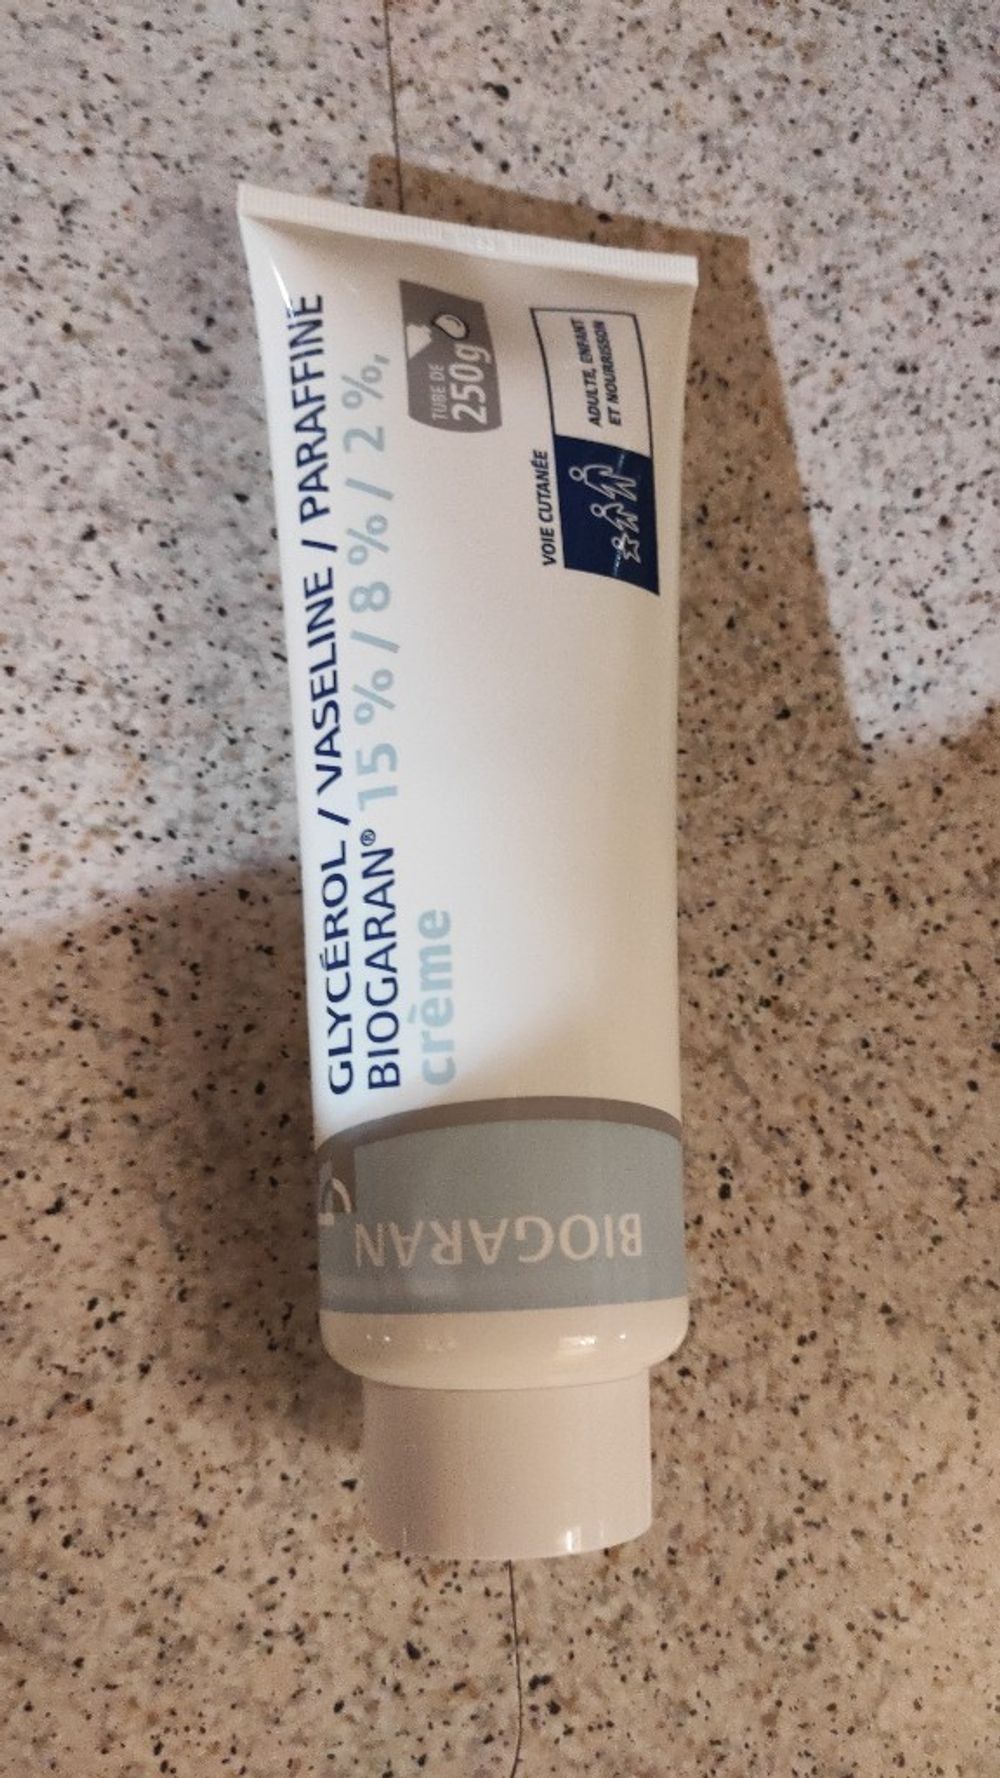 GLYCÉROL / VASELINE / PARAFFINE
BIOGARAN® 15 % / 8 % / 2 %,
crème
TUBE DE
250g
VOIE CUTANÉE
ADULTE, ENFANT
ET NOURRISSON
BIOGARAN